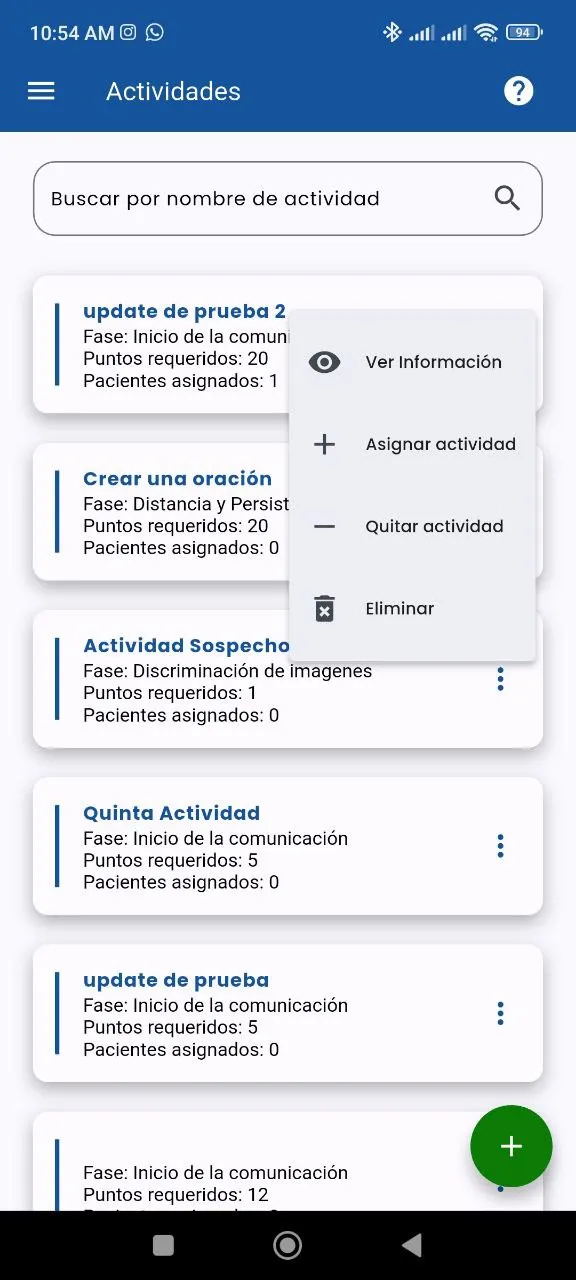 10:54 AM
94
Actividades
Buscar por nombre de actividad
update de prueba 2
Fase: Inicio de la comuni
Puntos requeridos: 20
Pacientes asignados: 1
Ver Información
Asignar actividad
Quitar actividad
Eliminar
Crear una oración
Fase: Distancia y Persist
Puntos requeridos: 20
Pacientes asignados: 0
Actividad Sospecho
Fase: Discriminación de imagenes
Puntos requeridos: 1
Pacientes asignados: 0
Quinta Actividad
Fase: Inicio de la comunicación
Puntos requeridos: 5
Pacientes asignados: 0
update de prueba
Fase: Inicio de la comunicación
Puntos requeridos: 5
Pacientes asignados: 0
Fase: Inicio de la comunicación
Puntos requeridos: 12